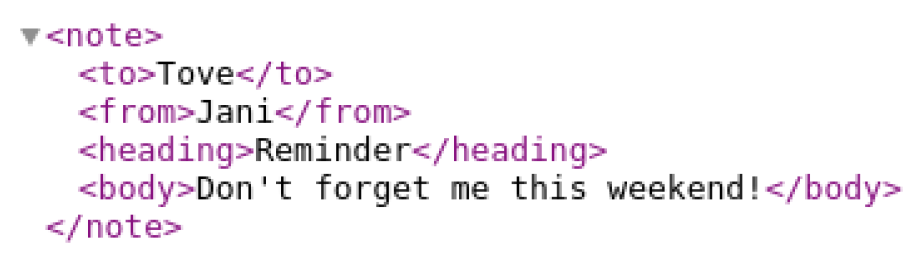 <note>
<to>Tove</to>
<from>Jani</from>
<heading>Reminder</heading>
<body>Don't forget me this weekend!</body>
</note>